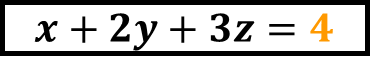 x + 2y + 3z = 4